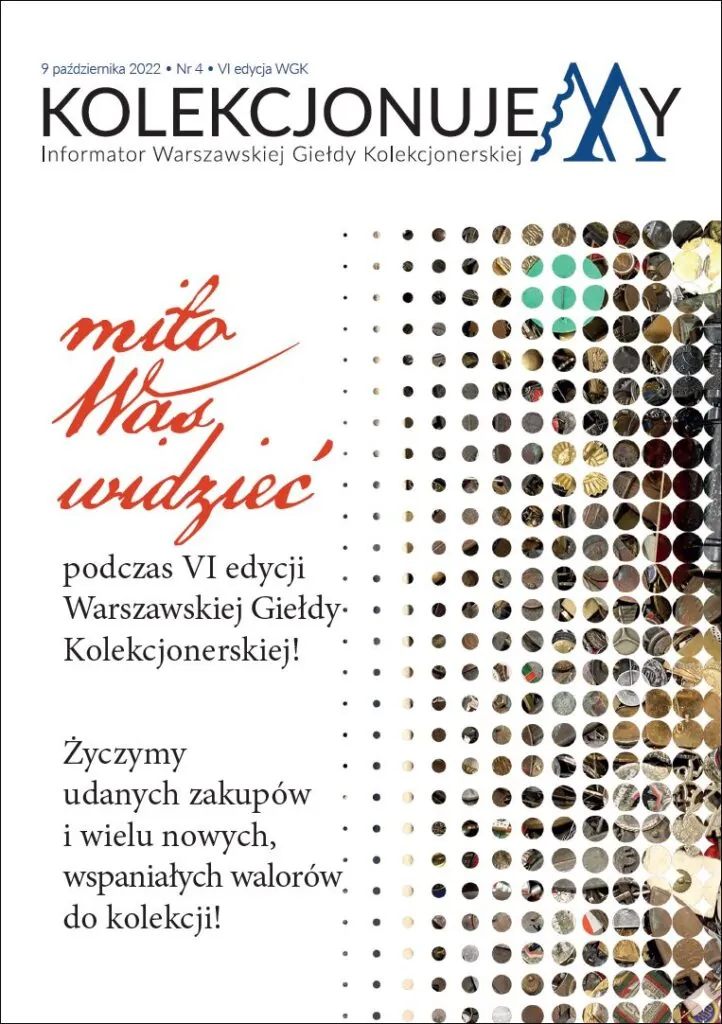 9 października 2022 • Nr 4 • VI edycja WGK
KOLEKCJONUJEMY
Informator Warszawskiej Giełdy Kolekcjonerskiej
miło
Was
widzieć
podczas VI edycji
Warszawskiej Giełdy
Kolekcjonerskiej!
Życzymy
udanych zakupów
i wielu nowych,
wspaniałych walorów
do kolekcji!